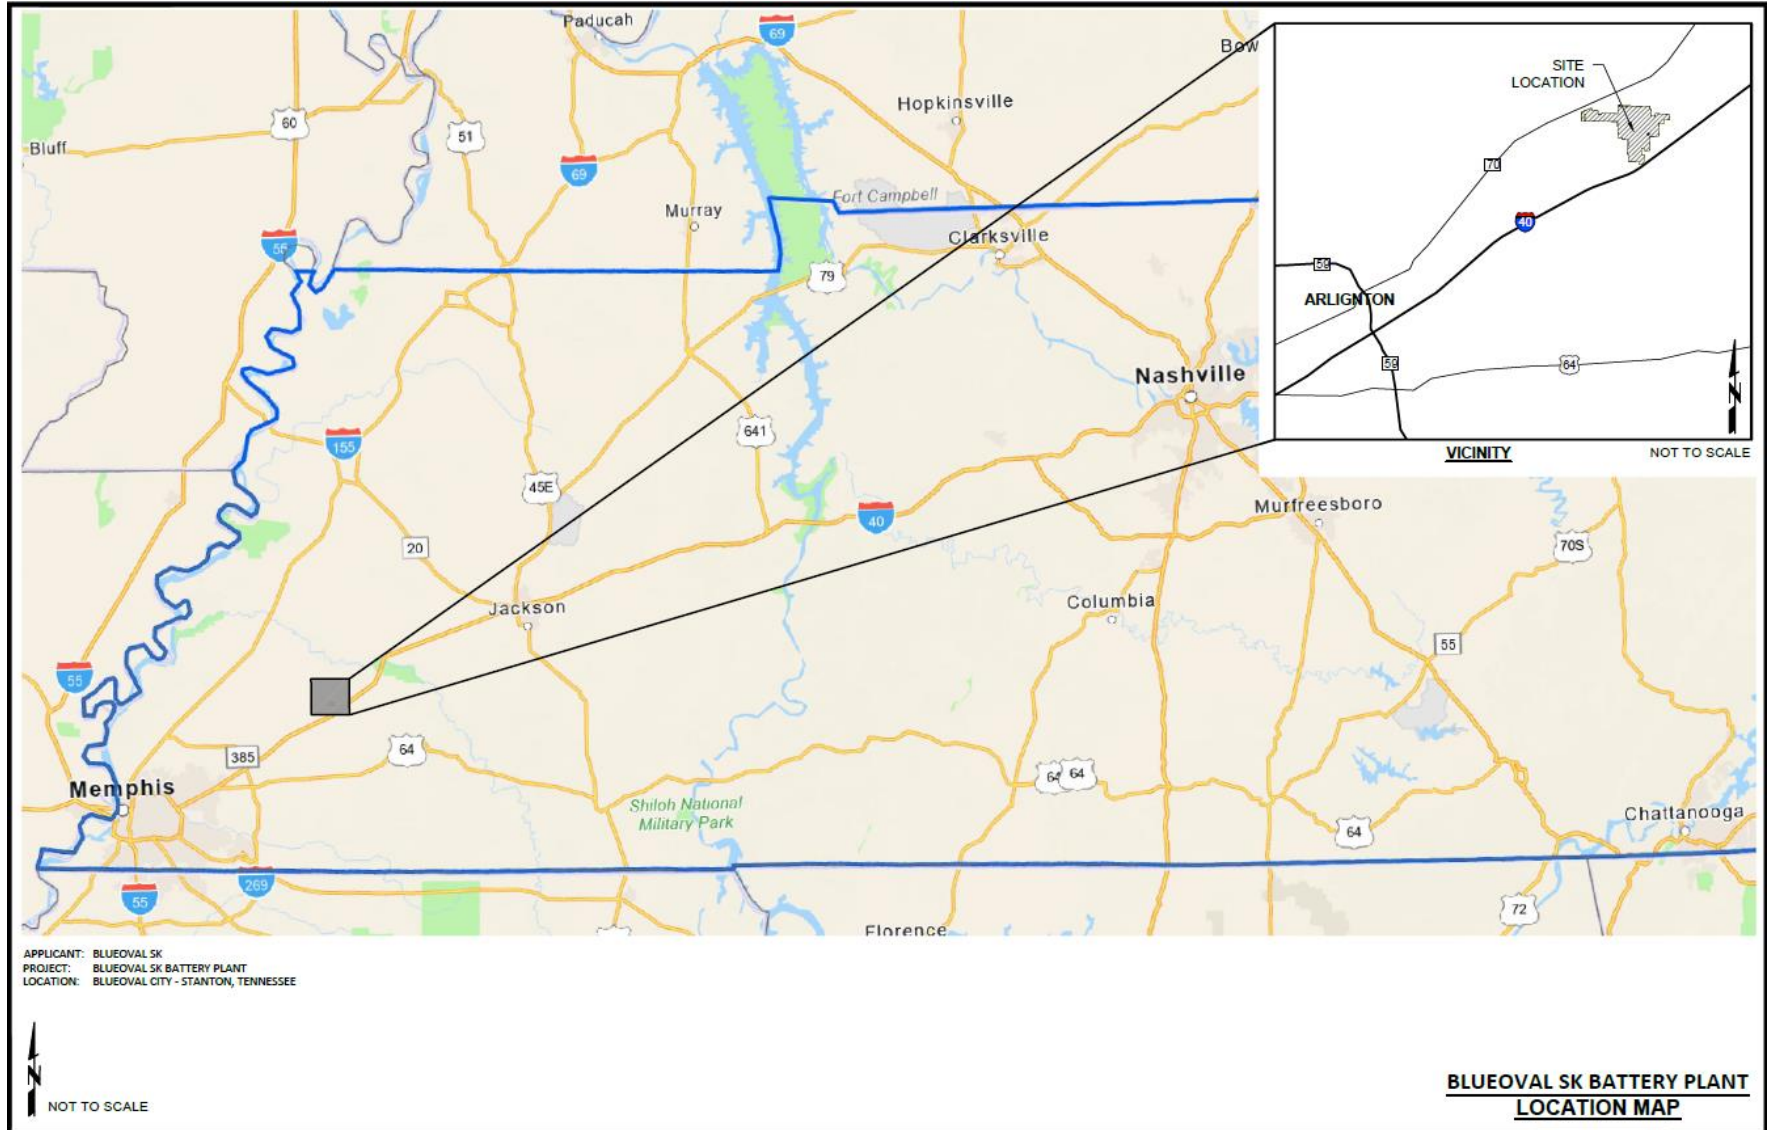 Paducah
69
Bow
Hopkinsville
60
51
Bluff
69
Fort Campbell
Murray
Clarksville
55
79
Nashville
641
155
45E
40
Murfreesboro
20
70S
Jackson
Columbia
55
55
385
64
64 64
Memphis
Shiloh National
Military Park
Chattanooga
64
269
55
72
Florence
SITE
LOCATION
70
40
59
ARLIGNTON
59
64
N
VICINITY
NOT TO SCALE
APPLICANT: BLUEOVAL SK
PROJECT: BLUEOVAL SK BATTERY PLANT
LOCATION: BLUEOVAL CITY - STANTON, TENNESSEE
N
NOT TO SCALE
BLUEOVAL SK BATTERY PLANT
LOCATION MAP